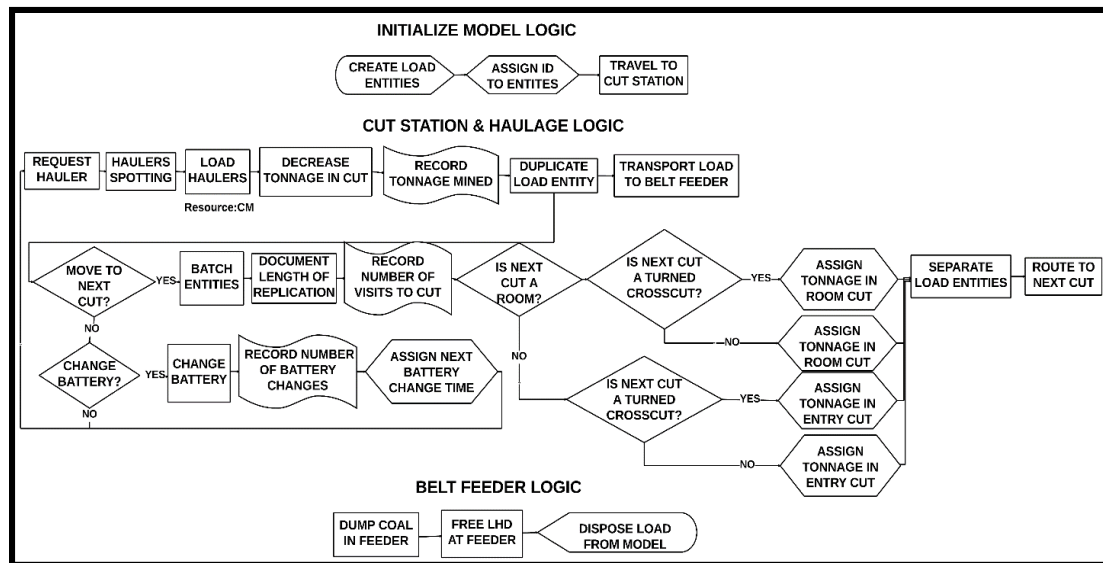 INITIALIZE MODEL LOGIC
CREATE LOAD
ENTITIES
ASSIGN ID
TO ENTITES
TRAVEL TO
CUT STATION
CUT STATION & HAULAGE LOGIC
REQUEST
HAULER
HAULERS
SPOTTING
LOAD
HAULERS
Resource:CM
DECREASE
TONNAGE IN CUT
RECORD
TONNAGE MINED
DUPLICATE
LOAD ENTITY
TRANSPORT LOAD
TO BELT FEEDER
MOVE TO
NEXT
CUT?
YES
BATCH
ENTITIES
DOCUMENT
LENGTH OF
REPLICATION
RECORD
NUMBER OF
VISITS TO CUT
IS NEXT
CUT A
ROOM?
IS NEXT CUT
A TURNED
CROSSCUT?
YES
ASSIGN
TONNAGE IN
ROOM CUT
SEPARATE
LOAD ENTITIES
ROUTE TO
NEXT CUT
NO
NO
ASSIGN
TONNAGE IN
ROOM CUT
NO
CHANGE
BATTERY?
YES
CHANGE
BATTERY
RECORD NUMBER
OF BATTERY
CHANGES
ASSIGN NEXT
BATTERY
CHANGE TIME
NO
IS NEXT CUT
A TURNED
CROSSCUT?
YES
ASSIGN
TONNAGE IN
ENTRY CUT
NO
ASSIGN
TONNAGE IN
ENTRY CUT
BELT FEEDER LOGIC
DUMP COAL
IN FEEDER
FREE LHD
AT FEEDER
DISPOSE LOAD
FROM MODEL